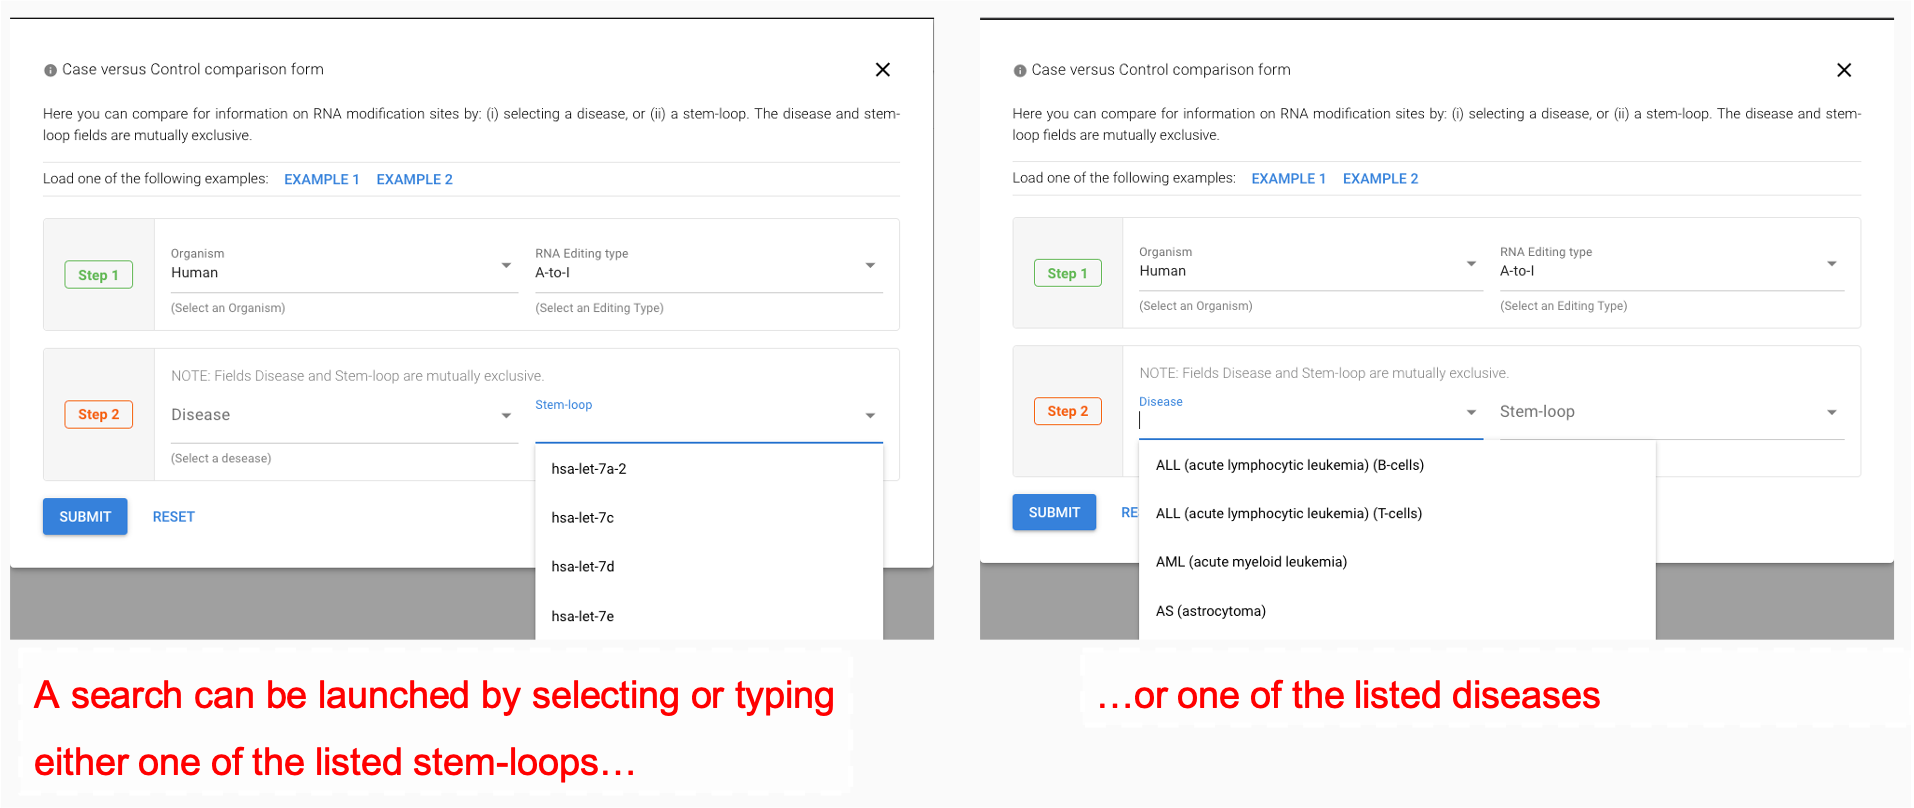 Case versus Control comparison form
Here you can compare for information on RNA modification sites by: (i) selecting a disease, or (ii) a stem-loop. The disease and stem-
loop fields are mutually exclusive.
Load one of the following examples: EXAMPLE 1 EXAMPLE 2
Step 1
Organism
Human
(Select an Organism)
RNA Editing type
A-to-I
(Select an Editing Type)
Step 2
NOTE: Fields Disease and Stem-loop are mutually exclusive.
Disease
(Select a desease)
Stem-loop
hsa-let-7a-2
hsa-let-7c
hsa-let-7d
hsa-let-7e
SUBMIT RESET
A search can be launched by selecting or typing
either one of the listed stem-loops...
Case versus Control comparison form
Here you can compare for information on RNA modification sites by: (i) selecting a disease, or (ii) a stem-loop. The disease and stem-
loop fields are mutually exclusive.
Load one of the following examples: EXAMPLE 1 EXAMPLE 2
Step 1
Organism
Human
(Select an Organism)
RNA Editing type
A-to-I
(Select an Editing Type)
Step 2
NOTE: Fields Disease and Stem-loop are mutually exclusive.
Disease
Stem-loop
ALL (acute lymphocytic leukemia) (B-cells)
ALL (acute lymphocytic leukemia) (T-cells)
AML (acute myeloid leukemia)
AS (astrocytoma)
SUBMIT RE
...or one of the listed diseases